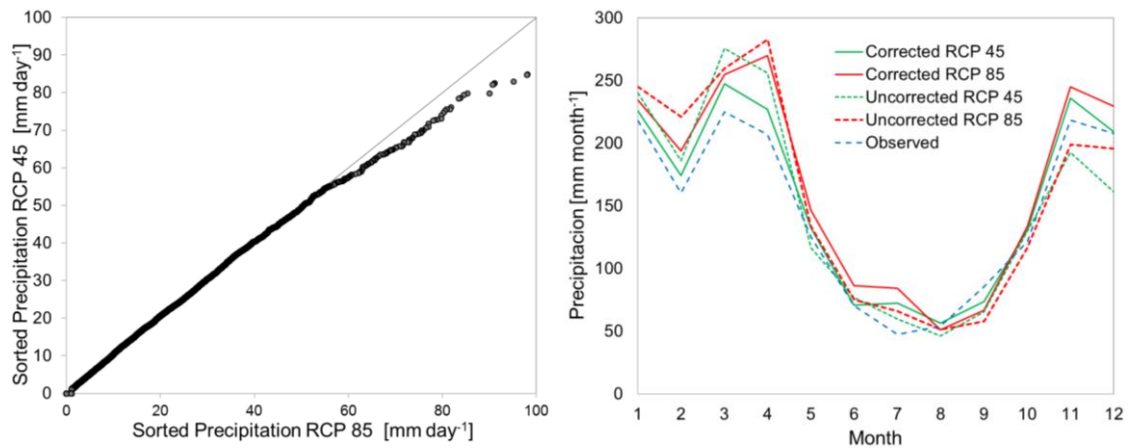 100
90
80
70
60
50
40
30
20
10
0
Sorted Precipitation RCP 45 [mm day-1]
0 20 40 60 80 100
Sorted Precipitation RCP 85 [mm day-1]
300
250
200
150
100
50
0
Precipitacion [mm month-1]
Corrected RCP 45
Corrected RCP 85
Uncorrected RCP 45
Uncorrected RCP 85
Observed
1 2 3 4 5 6 7 8 9 10 11 12
Month